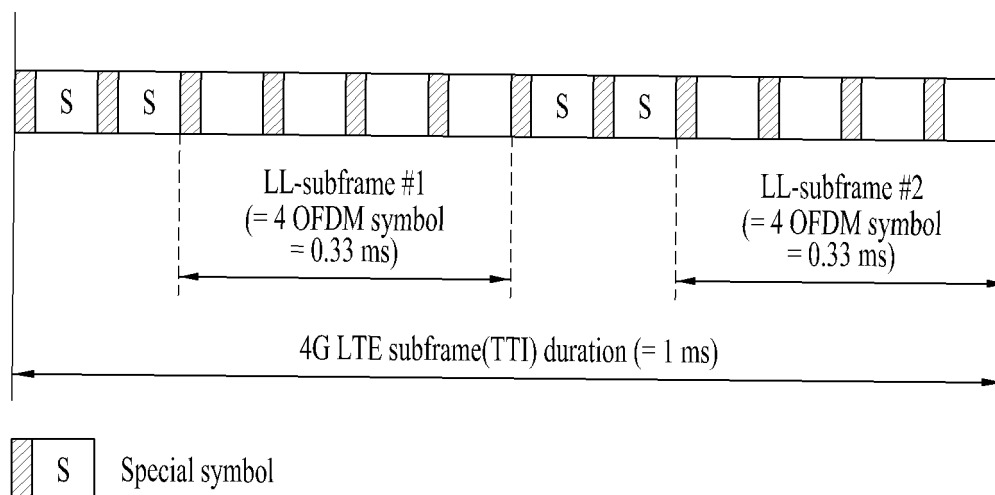 S S S S
LL-subframe #1
(= 4 OFDM symbol
= 0.33 ms)
LL-subframe #2
(= 4 OFDM symbol
= 0.33 ms)
4G LTE subframe(TTI) duration (= 1 ms)
S Special symbol